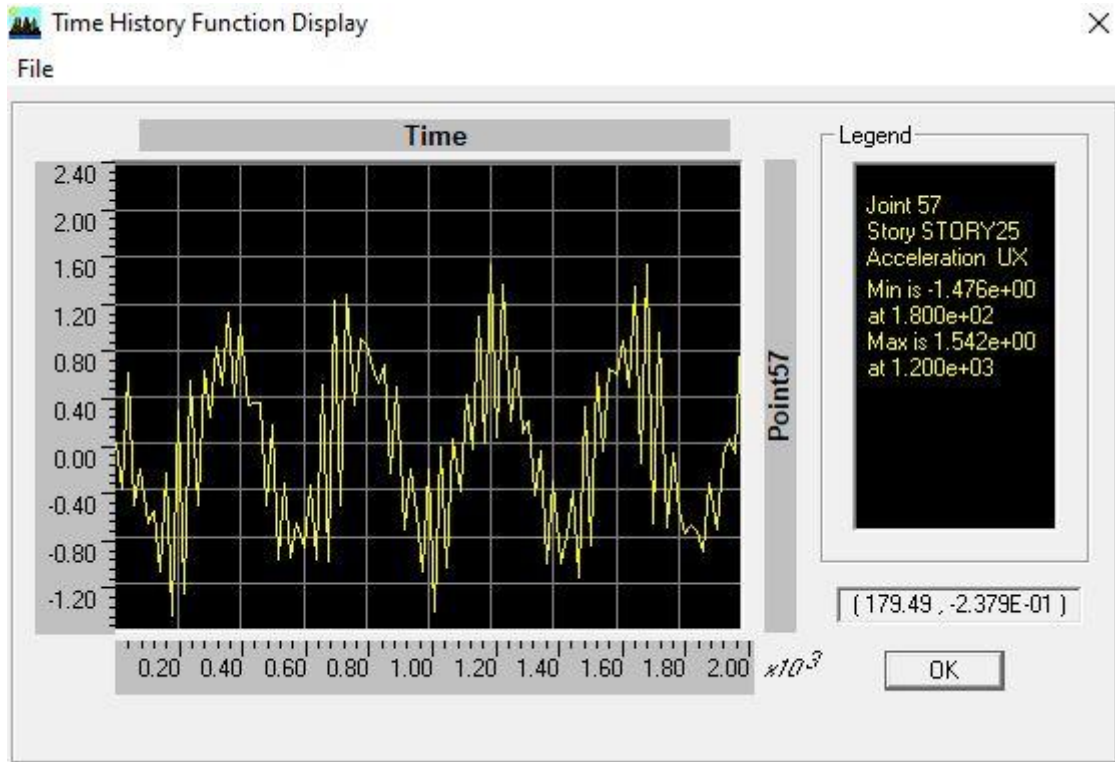 Time History Function Display
File
Time
2.40
2.00
1.60
1.20
0.80
0.40
0.00
-0.40
-0.80
-1.20
0.20 0.40 0.60 0.80 1.00 1.20 1.40 1.60 1.80 2.00 x10^3
Point57
Legend
Joint 57
Story STORY25
Acceleration UX
Min is -1.476e+00
at 1.800e+02
Max is 1.542e+00
at 1.200e+03
( 179.49 , -2.379E-01 )
OK